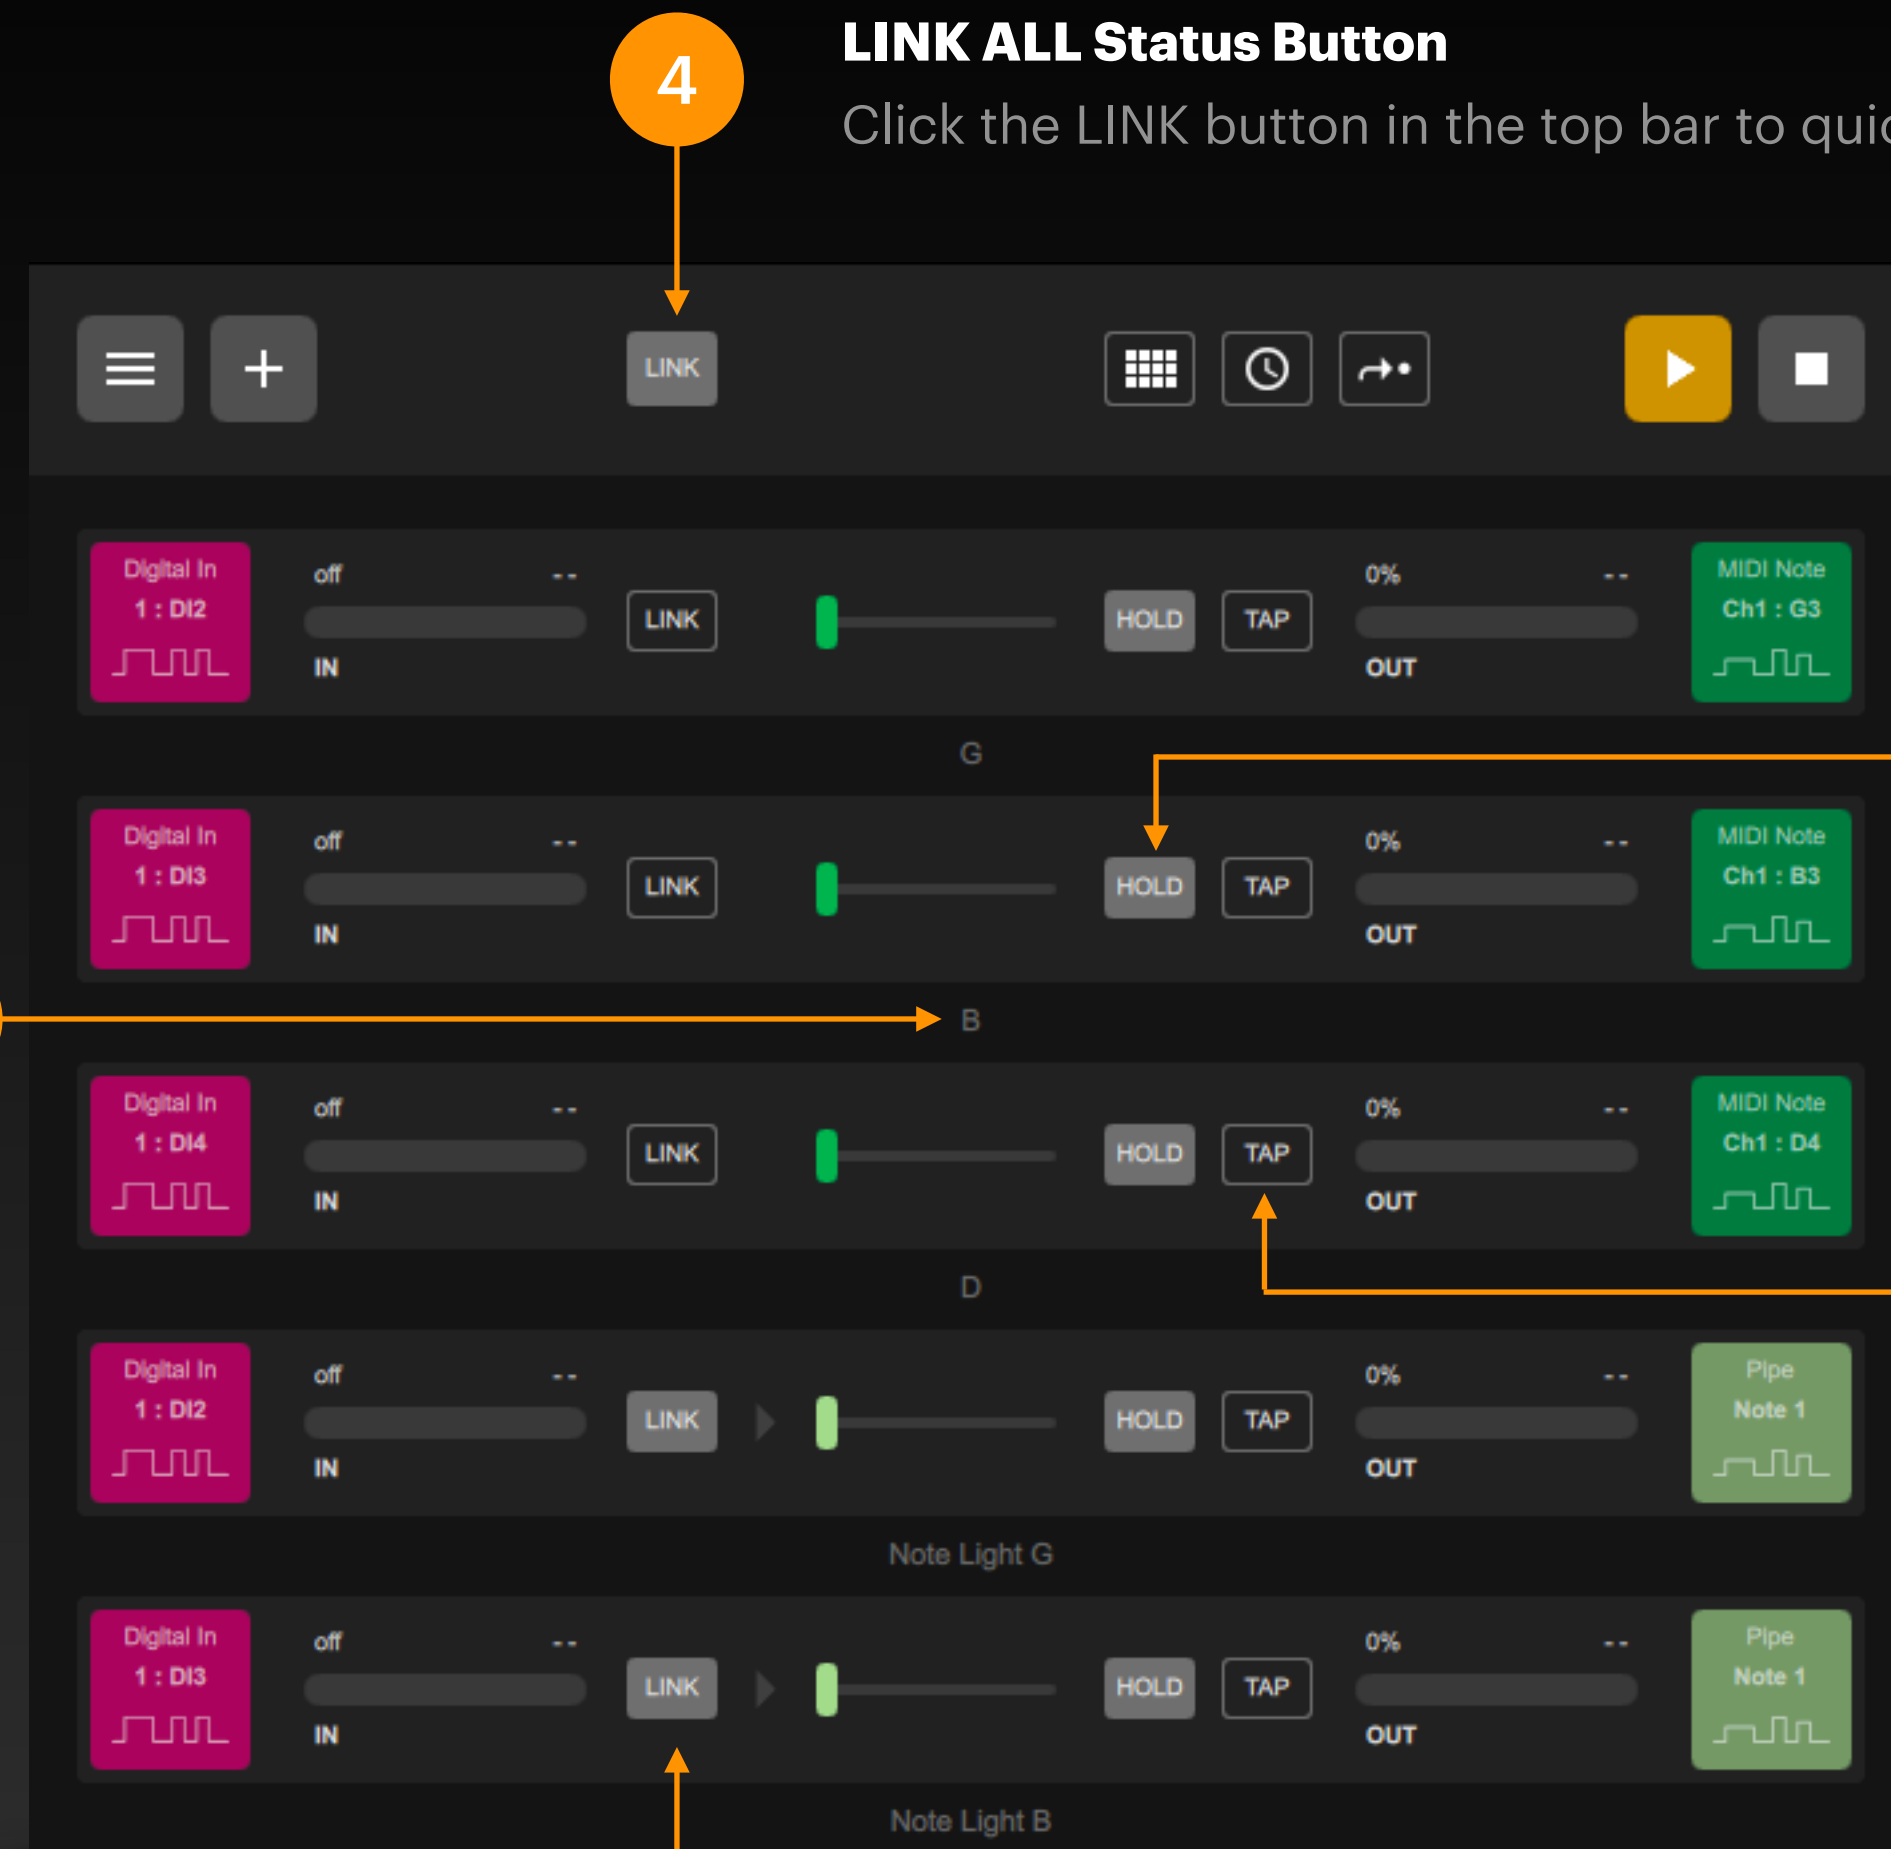 4
LINK ALL Status Button
Click the LINK button in the top bar to
LINK
Digital In
1 : DI2
off
--
IN
LINK
HOLD
TAP
0%
--
OUT
MIDI Note
Ch1 : G3
G
Digital In
1 : DI3
off
--
IN
LINK
HOLD
TAP
0%
--
OUT
MIDI Note
Ch1 : B3
B
Digital In
1 : DI4
off
--
IN
LINK
HOLD
TAP
0%
--
OUT
MIDI Note
Ch1 : D4
D
Digital In
1 : DI2
off
--
IN
LINK
HOLD
TAP
0%
--
OUT
Pipe
Note 1
Note Light G
Digital In
1 : DI3
off
--
IN
LINK
HOLD
TAP
0%
--
OUT
Pipe
Note 1
Note Light B